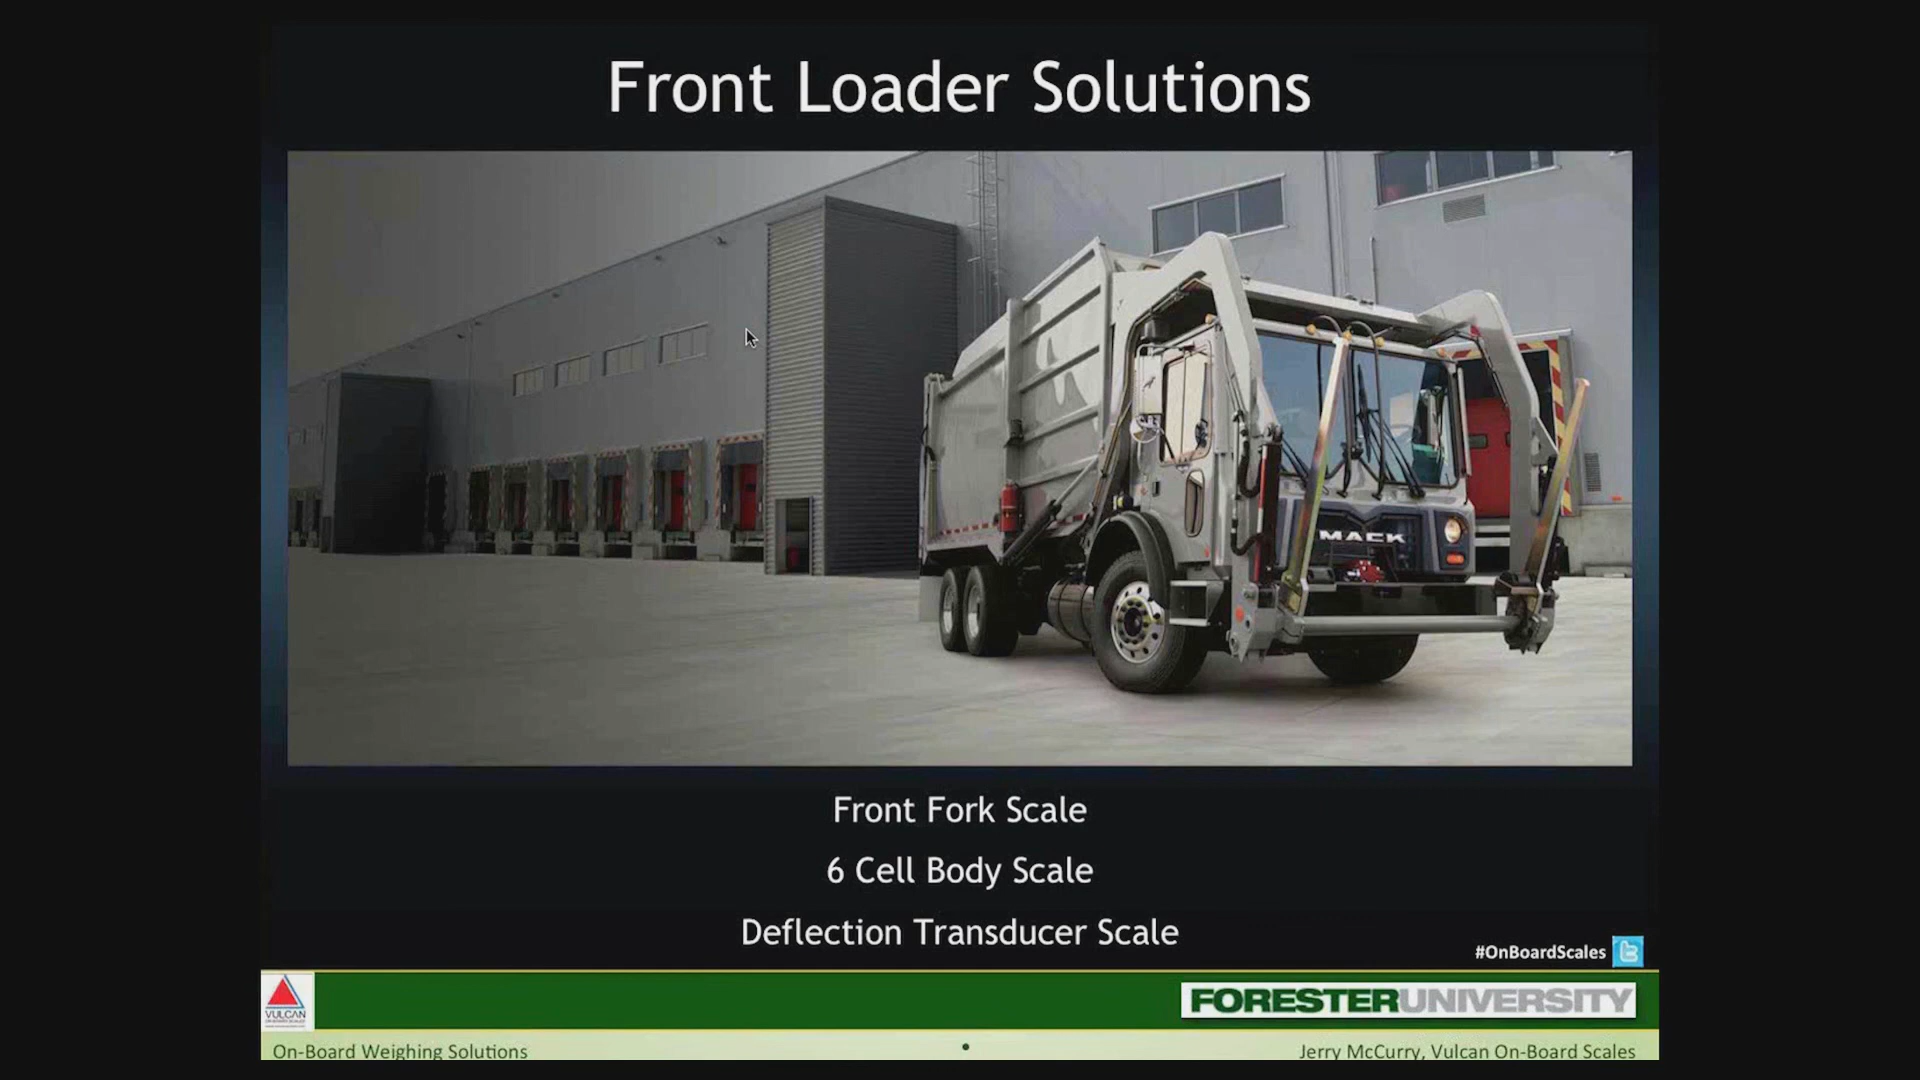 Front Loader Solutions
MACK
Front Fork Scale
6 Cell Body Scale
Deflection Transducer Scale
#OnBoardScales
VULCAN
FORESTERUNIVERSITY
On-Board Weighing Solutions
Jerry McCurry, Vulcan On-Board Scales